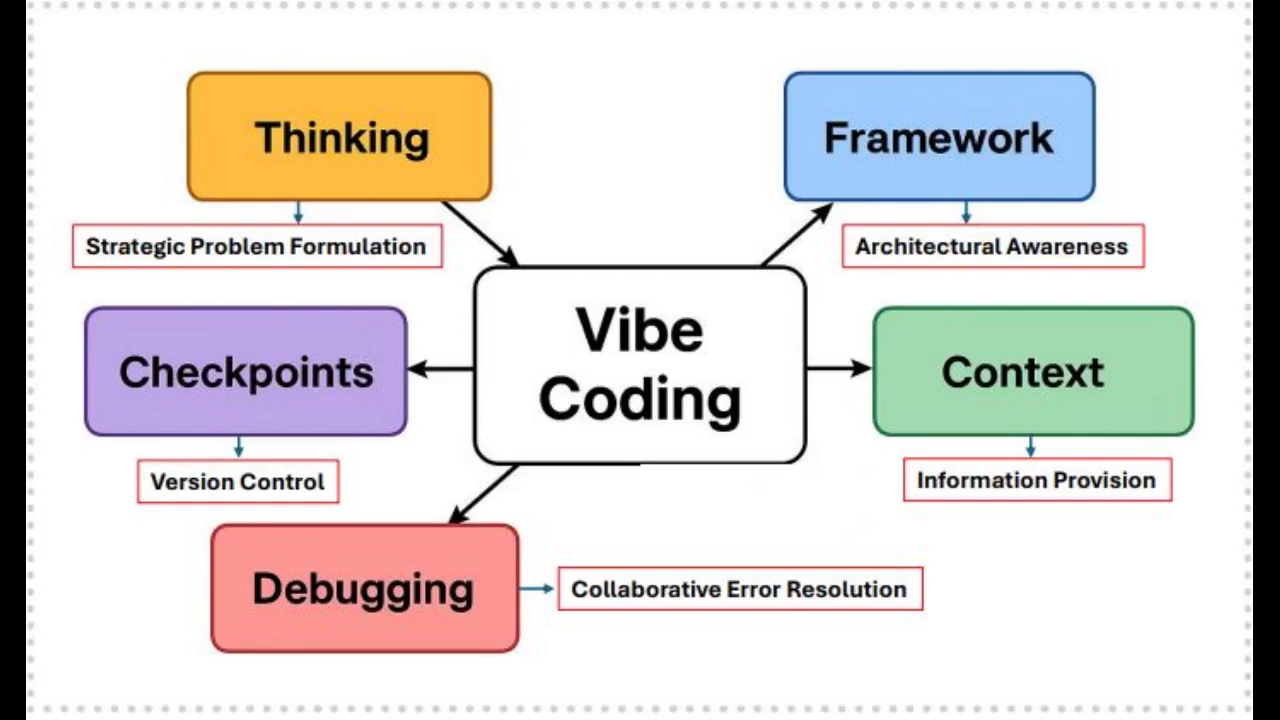 Thinking
Framework
Strategic Problem Formulation
Architectural Awareness
Vibe
Coding
Checkpoints
Context
Version Control
Information Provision
Debugging
Collaborative Error Resolution